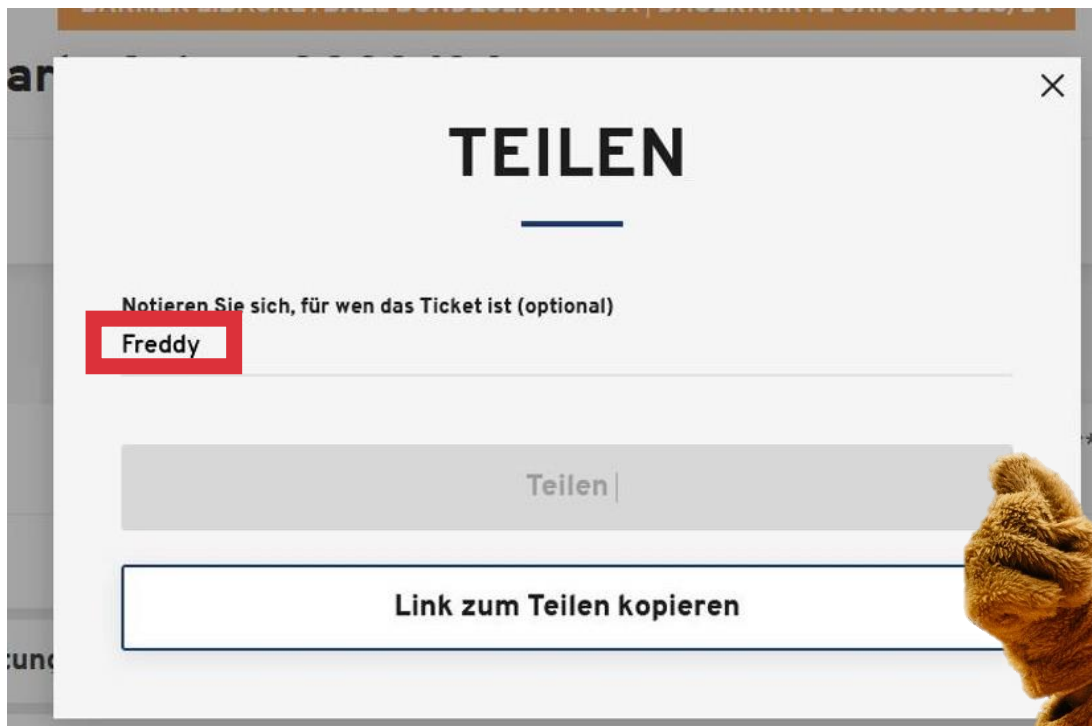 TEILEN
Notieren Sie sich, für wen das Ticket ist (optional)
Freddy
Teilen
Link zum Teilen kopieren